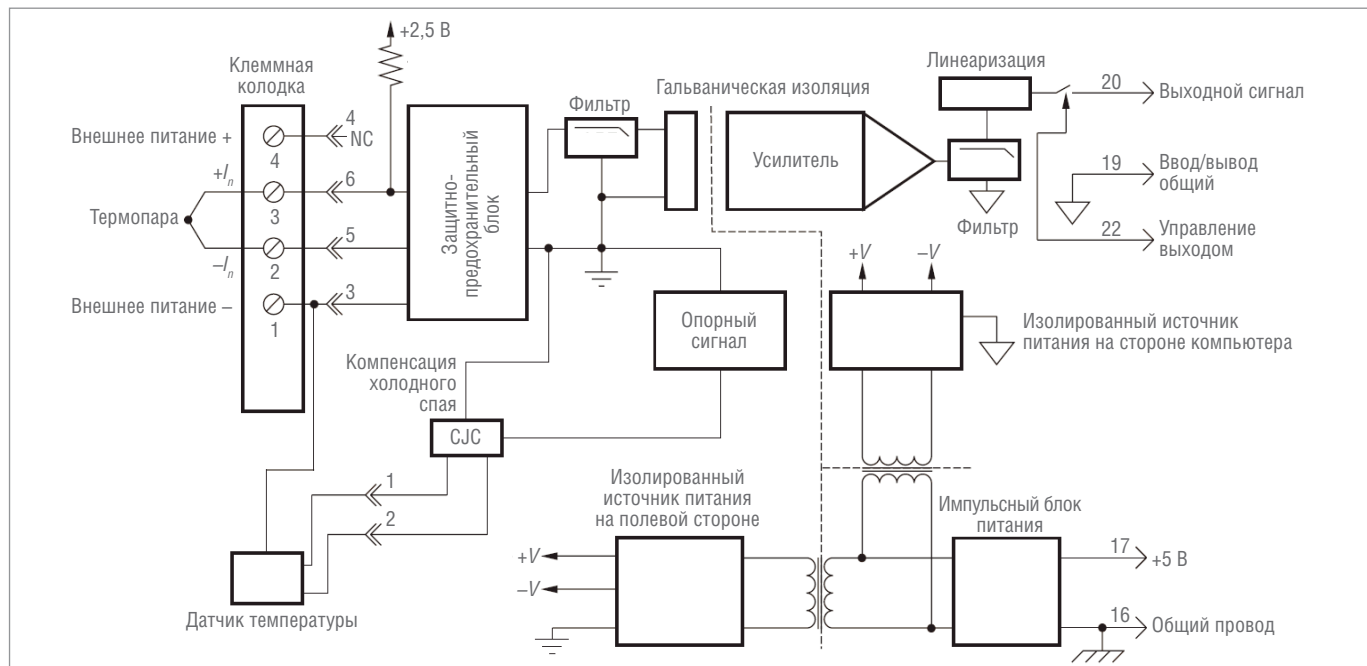 +2,5 В
Клеммная
колодка
Внешнее питание +
4
NC
4
+In
6
3
Термопара
5
2
–In
3
Внешнее питание –
1
Защитно-
предохранительный
блок
Фильтр
Гальваническая изоляция
Усилитель
Линеаризация
Фильтр
20
Выходной сигнал
19
Ввод/вывод
общий
22
Управление
выходом
+V
–V
Изолированный источник
питания на стороне компьютера
Опорный
сигнал
Компенсация
холодного
спая
CJC
1
2
Датчик температуры
Изолированный
источник питания
на полевой стороне
+V
–V
Импульсный блок
питания
17
+5 В
16
Общий провод